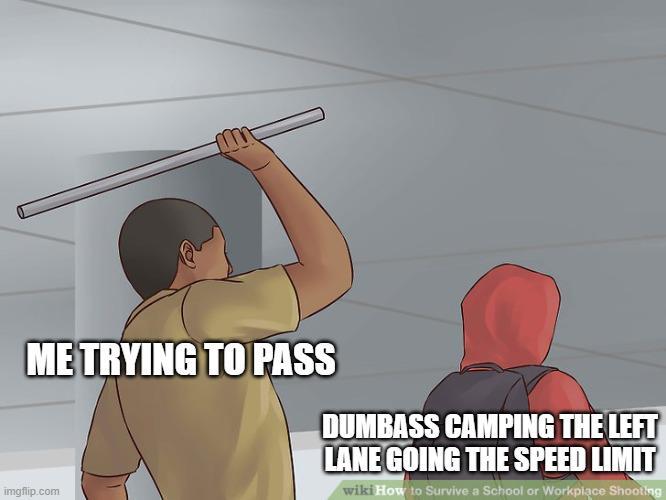 ME TRYING TO PASS
DUMBASS CAMPING THE LEFT
LANE GOING THE SPEED LIMIT
wikiHow to Survive a School or Workplace Shooting
imgflip.com